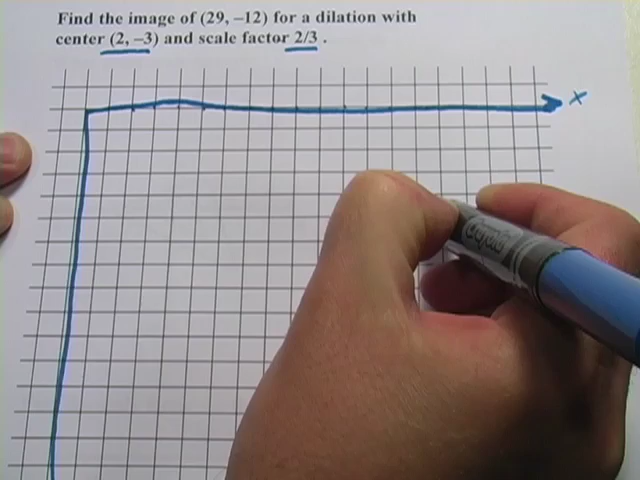 Find the image of (29, –12) for a dilation with
center (2, –3) and scale factor 2/3 .
x
Crayola